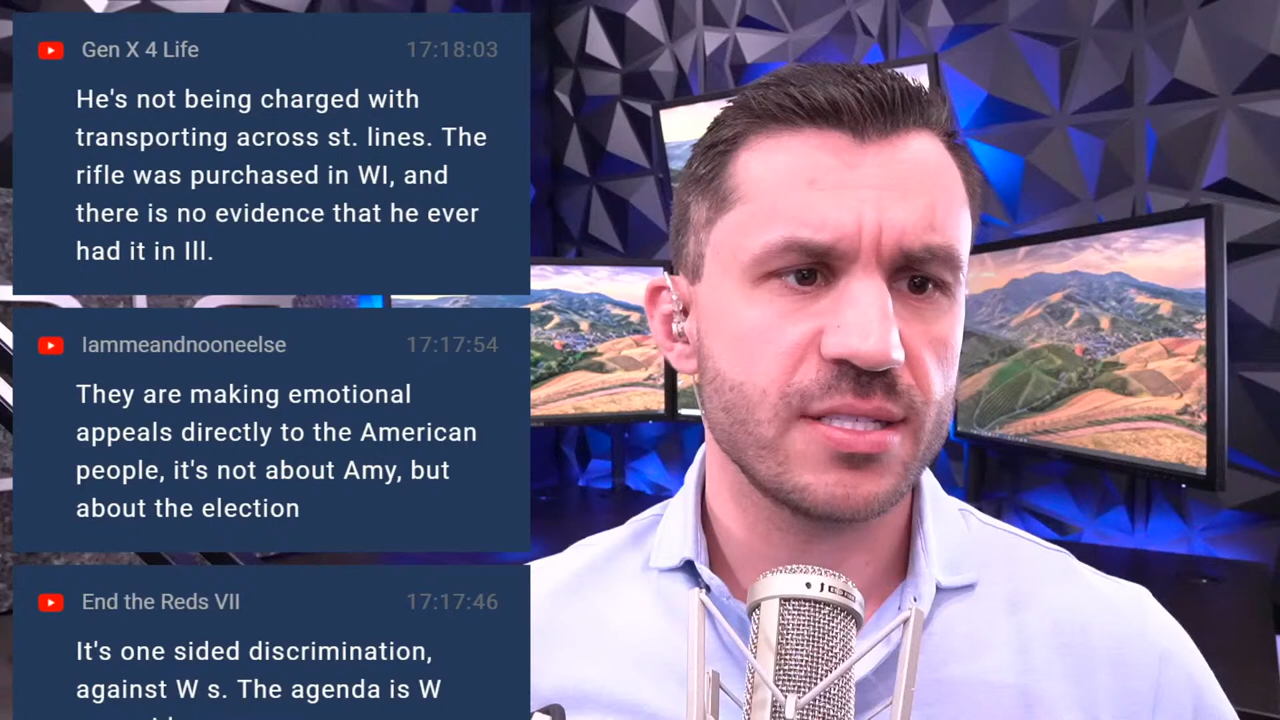 Gen X 4 Life 17:18:03
He's not being charged with
transporting across st. lines. The
rifle was purchased in WI, and
there is no evidence that he ever
had it in Ill.
Iammeandnooneelse 17:17:54
They are making emotional
appeals directly to the American
people, it's not about Amy, but
about the election
End the Reds VII 17:17:46
It's one sided discrimination,
against W s. The agenda is W